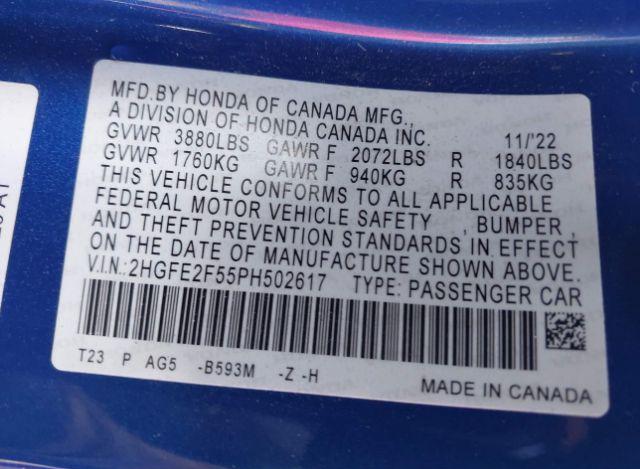 MFD.BY HONDA OF CANADA MFG.,
A DIVISION OF HONDA CANADA INC. 11/'22
GVWR 3880LBS GAWR F 2072LBS R 1840LBS
GVWR 1760KG GAWR F 940KG R 835KG
THIS VEHICLE CONFORMS TO ALL APPLICABLE
FEDERAL MOTOR VEHICLE SAFETY , BUMPER,
AND THEFT PREVENTION STANDARDS IN EFFECT
ON THE DATE OF MANUFACTURE SHOWN ABOVE.
V.I.N.:2HGFE2F55PH502617 TYPE: PASSENGER CAR
T23 P AG5 -B593M -Z -H
MADE IN CANADA